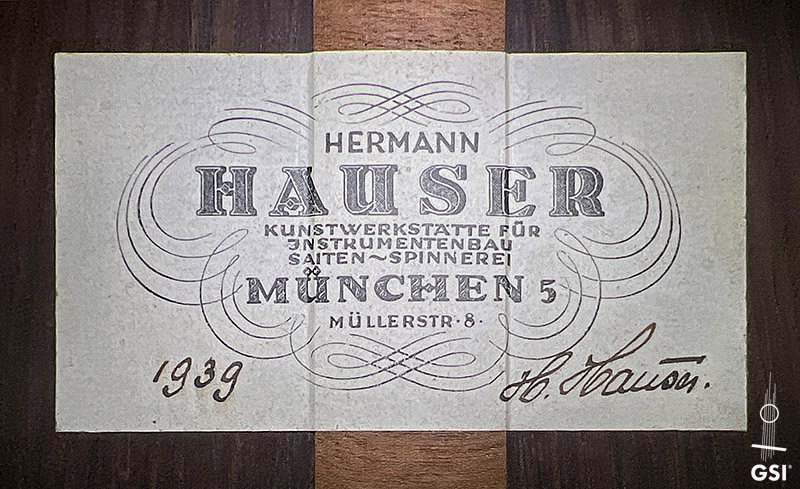 HERMANN
HAUSER
KUNSTWERKSTÄTTE FÜR
INSTRUMENTENBAU
SAITEN~SPINNEREI
MÜNCHEN 5
MÜLLERSTR·8·
1939
H. Hauser.
GSI®